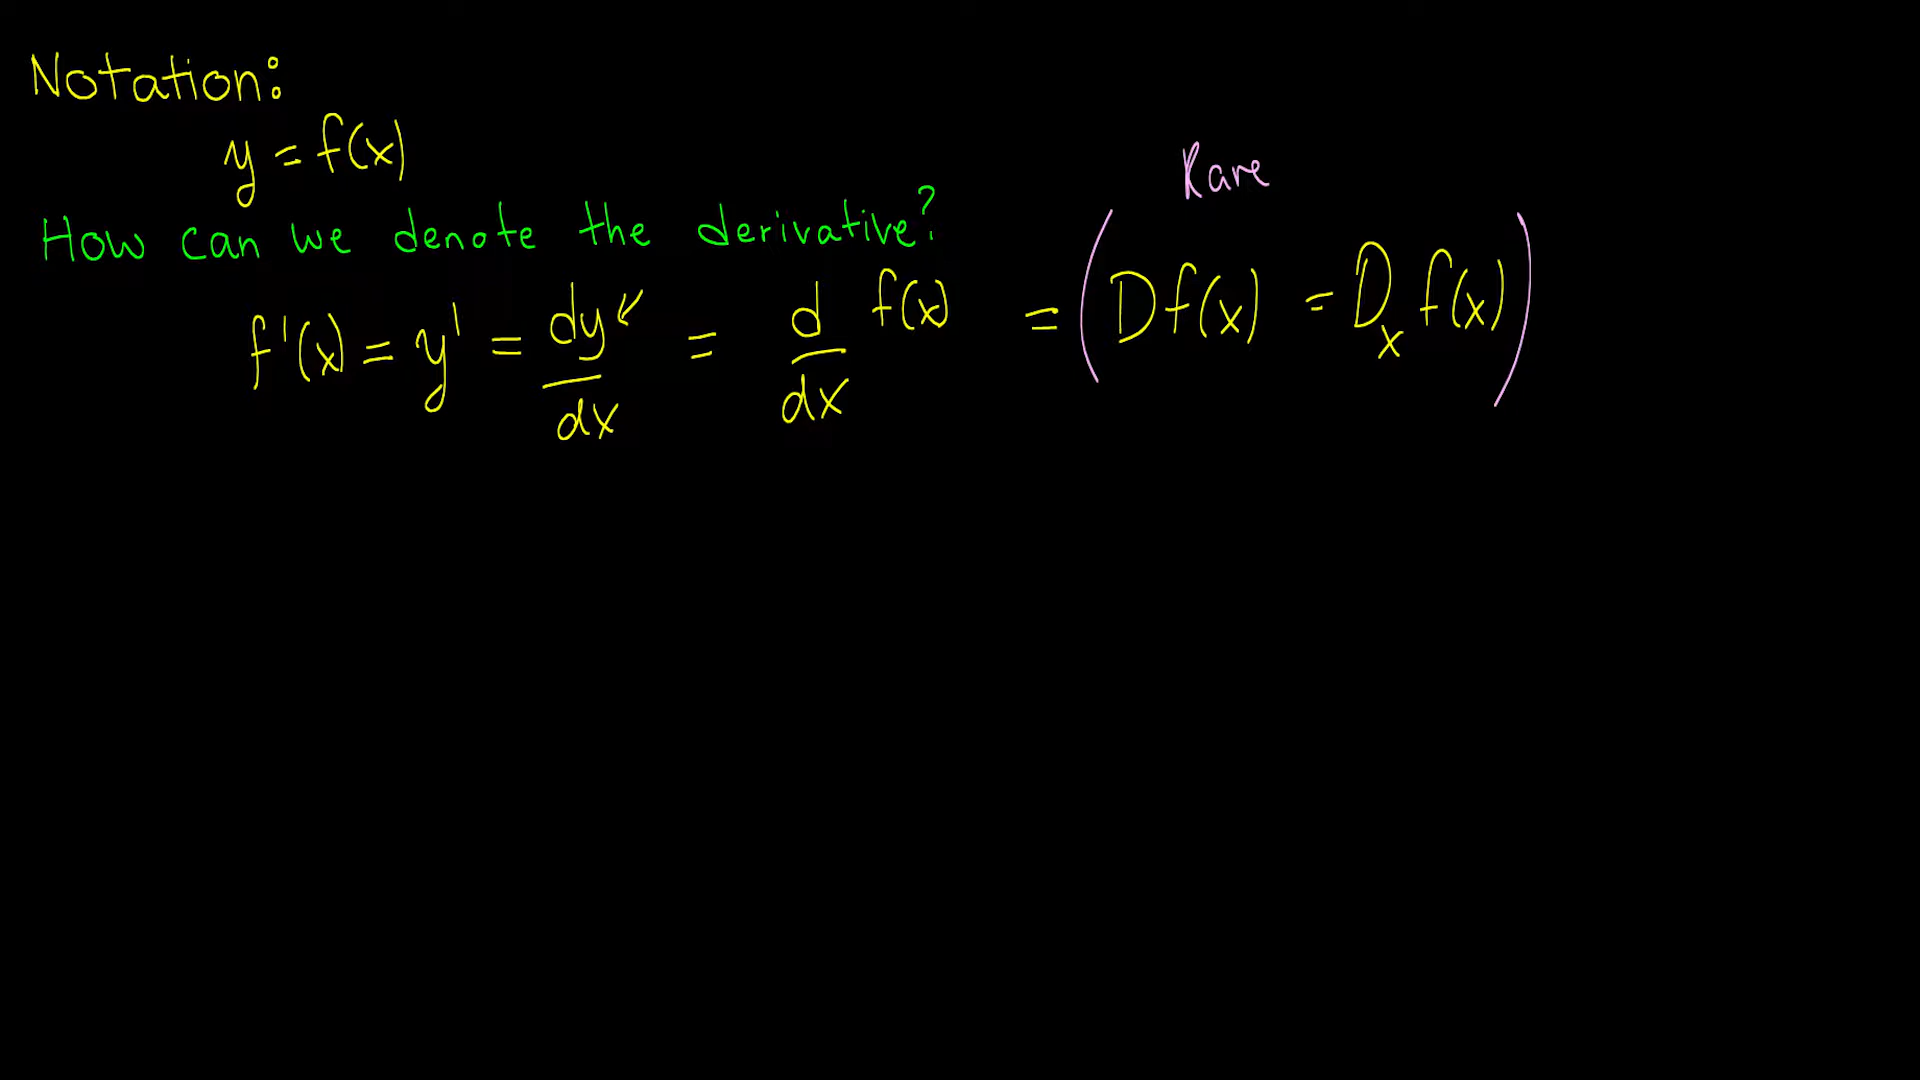 Notation:
y = f(x)
Rare
How can we denote the derivative?
f'(x) = y' = dy/dx = d/dx f(x) = (Df(x) = D_x f(x))